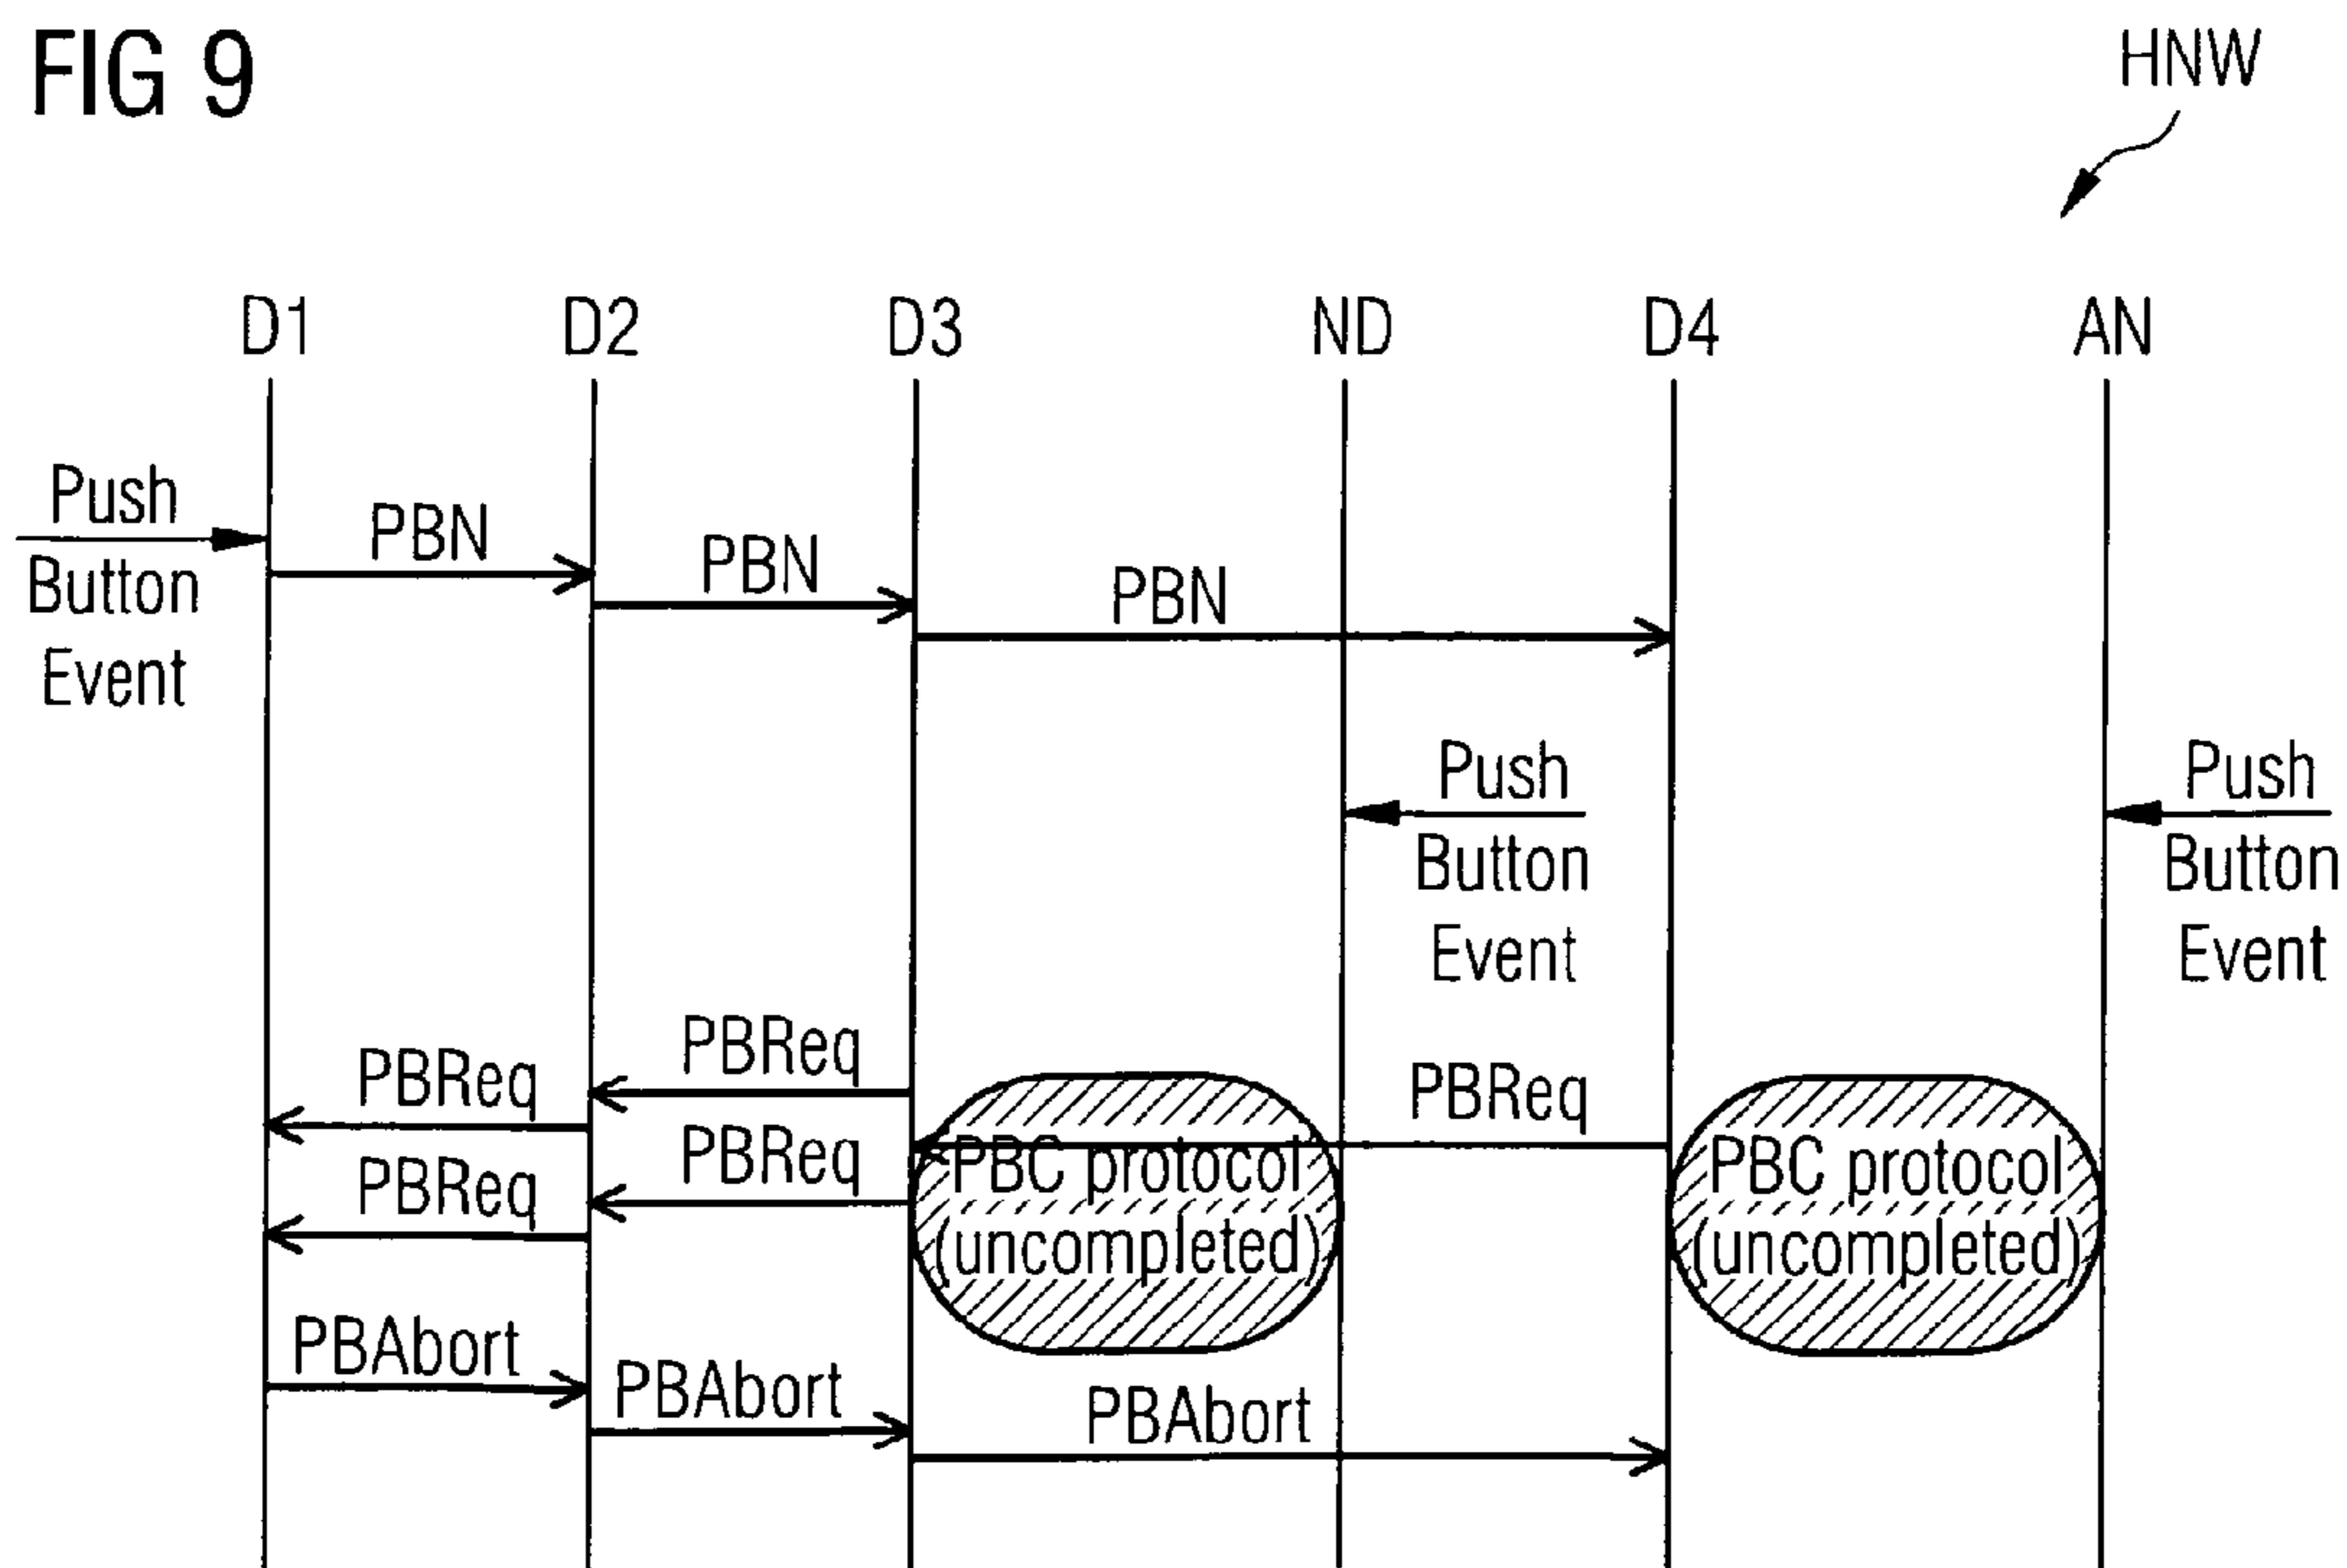 FIG 9
HNW
D1
D2
D3
ND
D4
AN
Push
Button
Event
PBN
PBN
PBN
Push
Button
Event
Push
Button
Event
PBReq
PBReq
PBReq
PBReq
PBReq
PBC protocol
(uncompleted)
PBC protocol
(uncompleted)
PBAbort
PBAbort
PBAbort